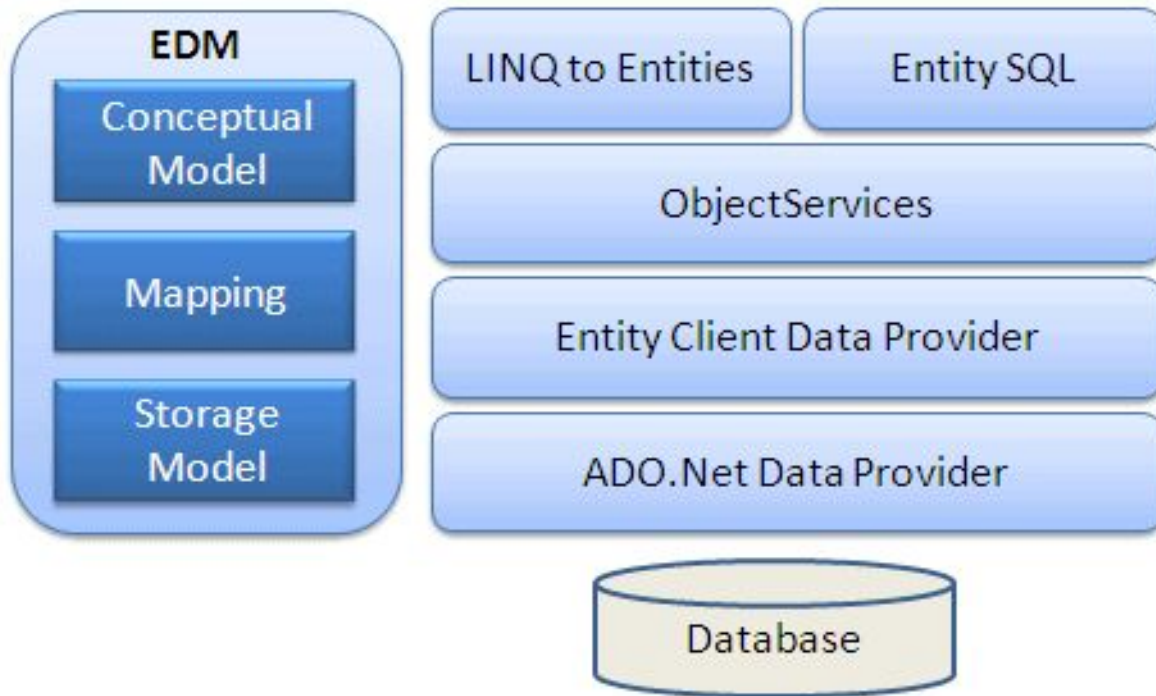 EDM
Conceptual
Model
Mapping
Storage
Model
LINQ to Entities
Entity SQL
ObjectServices
Entity Client Data Provider
ADO.Net Data Provider
Database